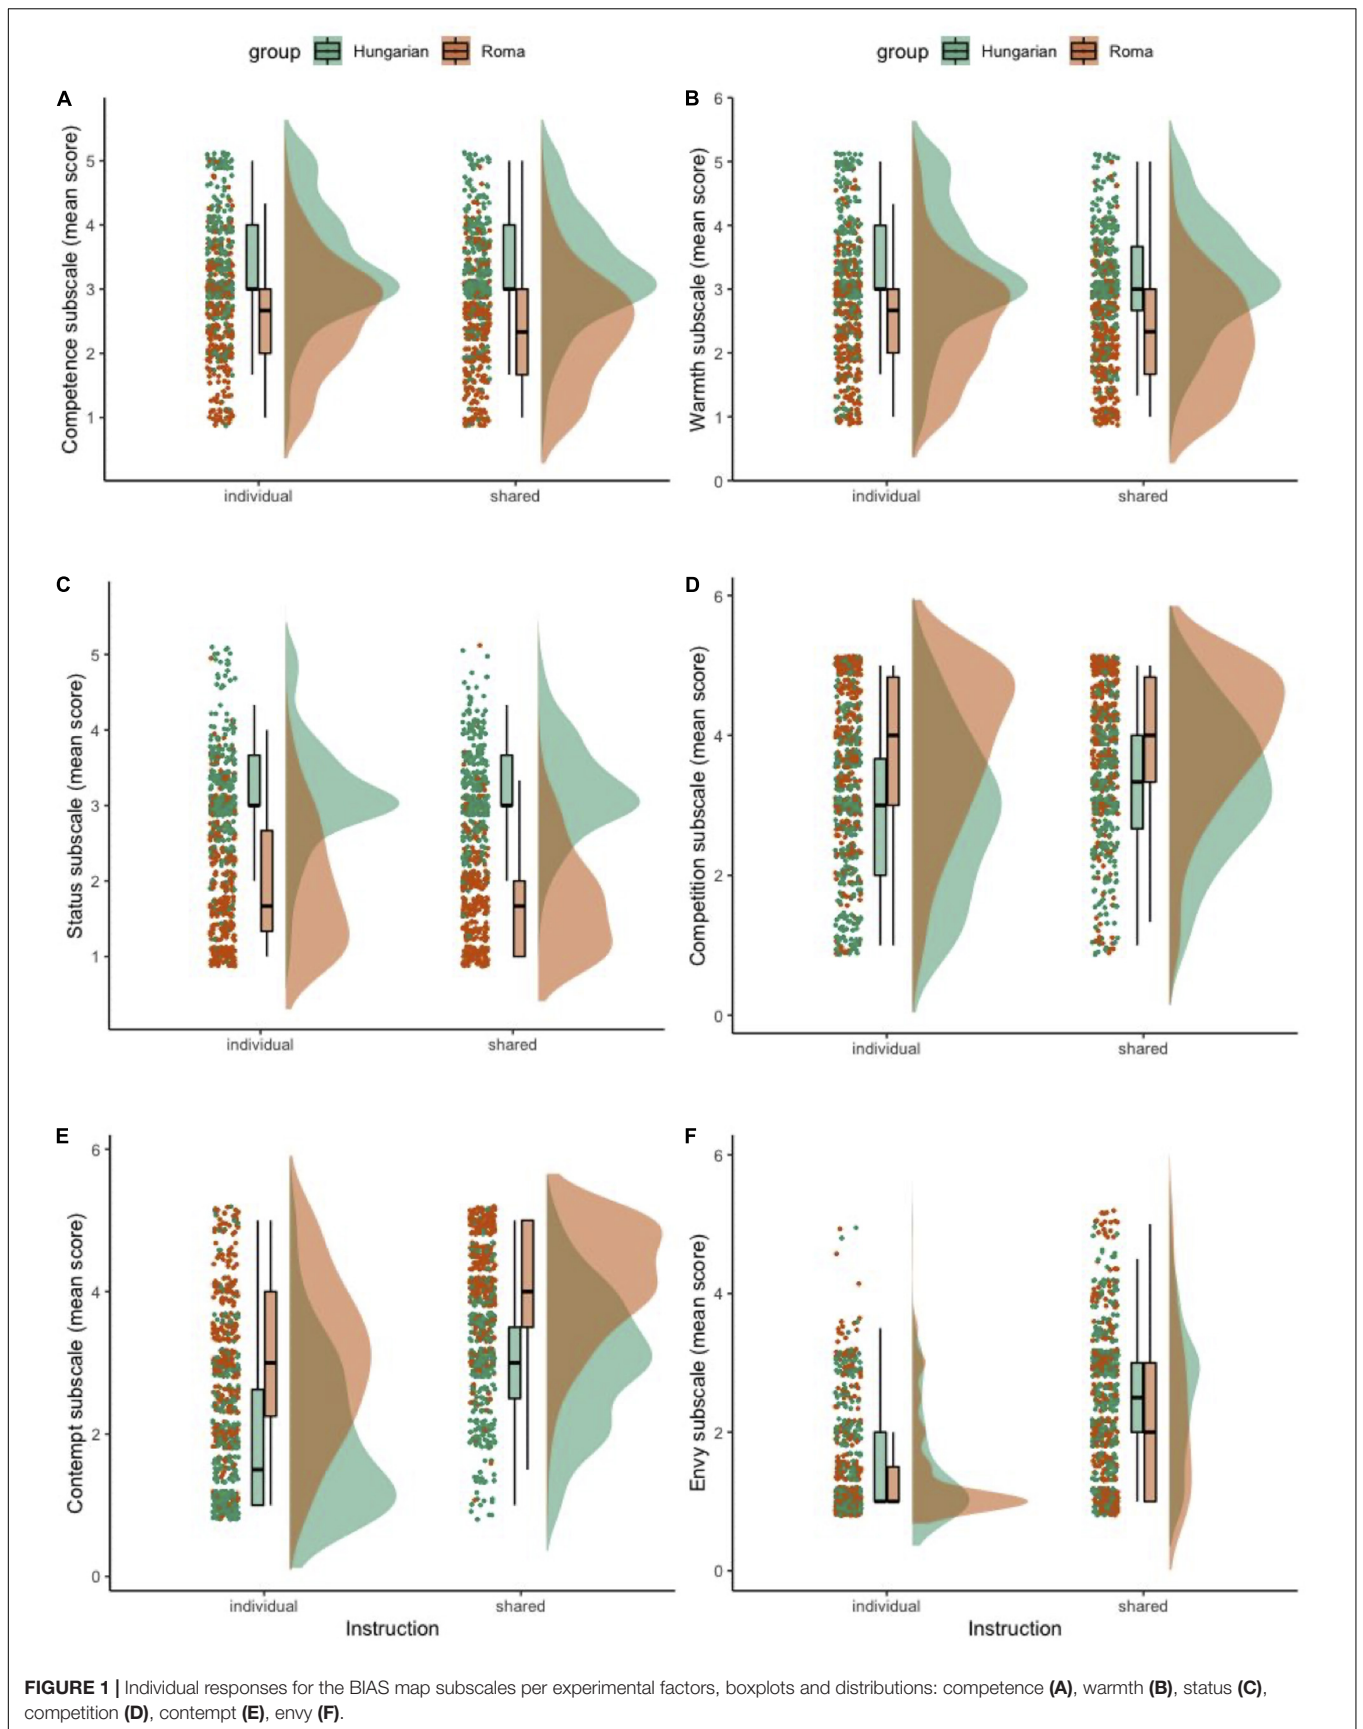 group Hungarian Roma
group Hungarian Roma
A
Competence subscale (mean score)
5
4
3
2
1
individual shared
B
Warmth subscale (mean score)
6
5
4
3
2
1
0
individual shared
C
Status subscale (mean score)
5
4
3
2
1
individual shared
D
Competition subscale (mean score)
6
4
2
0
individual shared
E
Contempt subscale (mean score)
6
4
2
0
individual shared
Instruction
F
Envy subscale (mean score)
6
4
2
0
individual shared
Instruction
FIGURE 1 | Individual responses for the BIAS map subscales per experimental factors, boxplots and distributions: competence (A), warmth (B), status (C),
competition (D), contempt (E), envy (F).